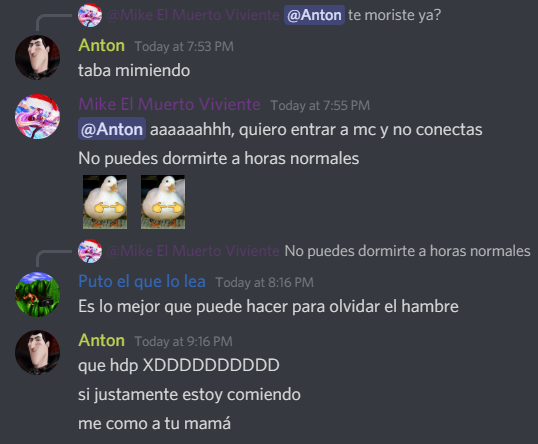 @Mike El Muerto Viviente @Anton te moriste ya?
Anton Today at 7:53 PM
taba mimiendo
Mike El Muerto Viviente Today at 7:55 PM
@Anton aaaaaahhh, quiero entrar a mc y no conectas
No puedes dormirte a horas normales
@Mike El Muerto Viviente No puedes dormirte a horas normales
Puto el que lo lea Today at 8:16 PM
Es lo mejor que puede hacer para olvidar el hambre
Anton Today at 9:16 PM
que hdp XDDDDDDDDDD
si justamente estoy comiendo
me como a tu mamá